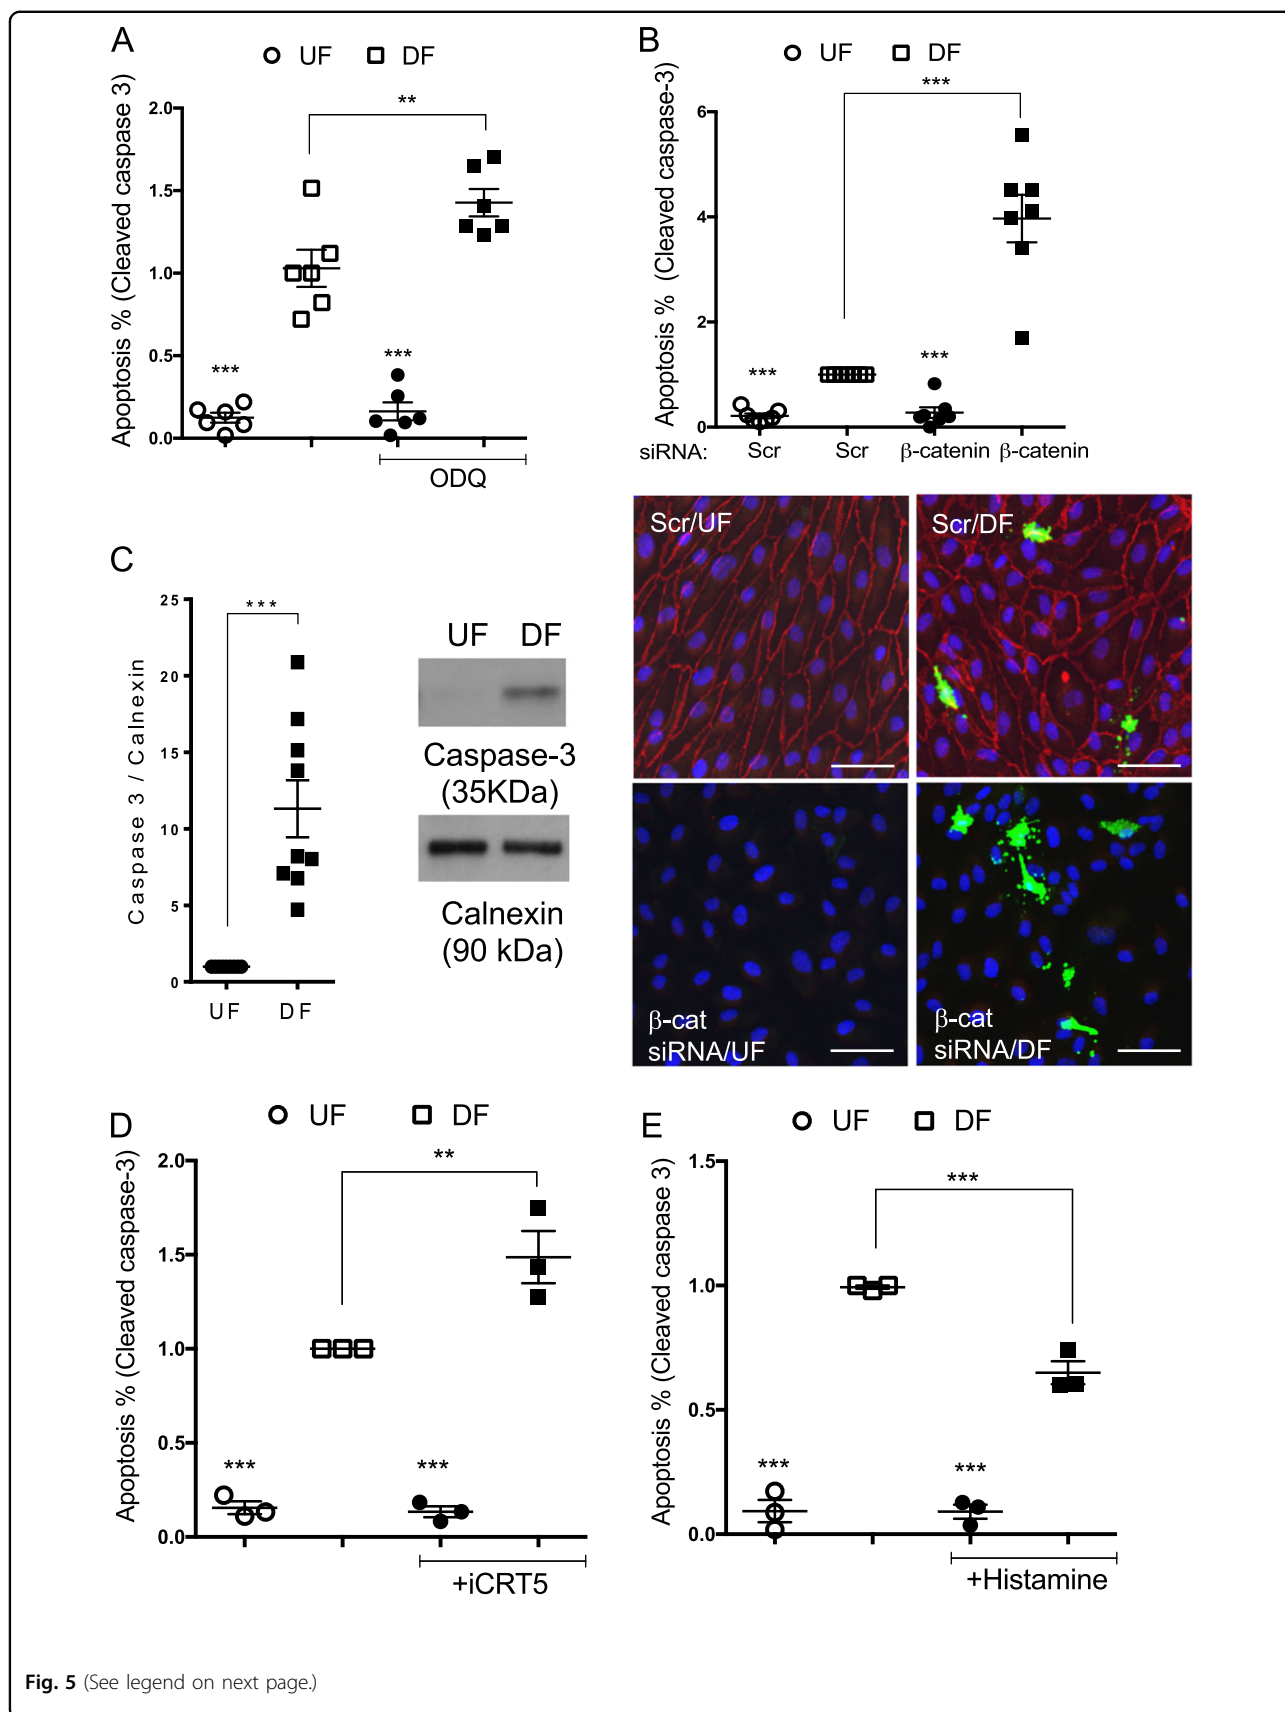 A
UF DF
Apoptosis % (Cleaved caspase 3)
2.0
1.5
1.0
0.5
0.0
**
***
***
ODQ
B
UF DF
Apoptosis % (Cleaved caspase-3)
6
4
2
0
***
***
***
siRNA: Scr Scr β-catenin β-catenin
Scr/UF
Scr/DF
β-cat
siRNA/UF
β-cat
siRNA/DF
C
Caspase 3 / Calnexin
25
20
15
10
5
0
***
UF DF
UF DF
Caspase-3
(35KDa)
Calnexin
(90 kDa)
D
UF DF
Apoptosis % (Cleaved caspase-3)
2.0
1.5
1.0
0.5
0.0
**
***
***
+iCRT5
E
UF DF
Apoptosis % (Cleaved caspase 3)
1.5
1.0
0.5
0.0
***
***
***
+Histamine
Fig. 5 (See legend on next page.)